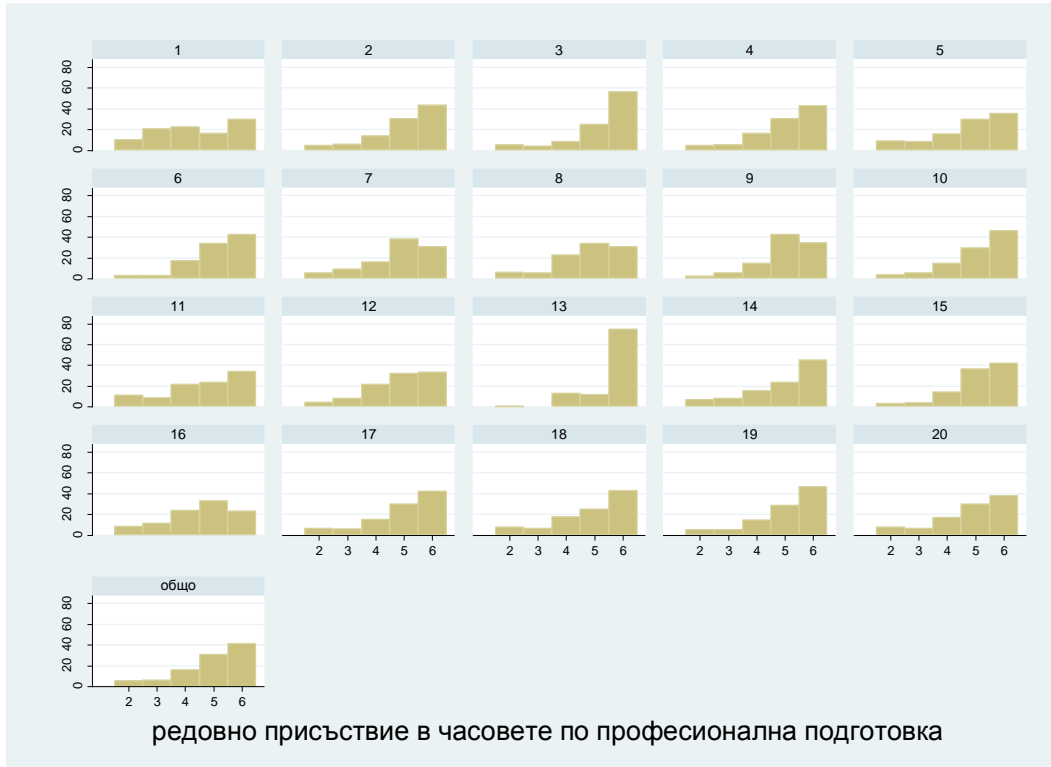 1 2 3 4 5
0 20 40 60 80
6 7 8 9 10
0 20 40 60 80
11 12 13 14 15
0 20 40 60 80
16 17 18 19 20
0 20 40 60 80
2 3 4 5 6 2 3 4 5 6 2 3 4 5 6 2 3 4 5 6
общо
0 20 40 60 80
2 3 4 5 6
редовно присъствие в часовете по професионална подготовка